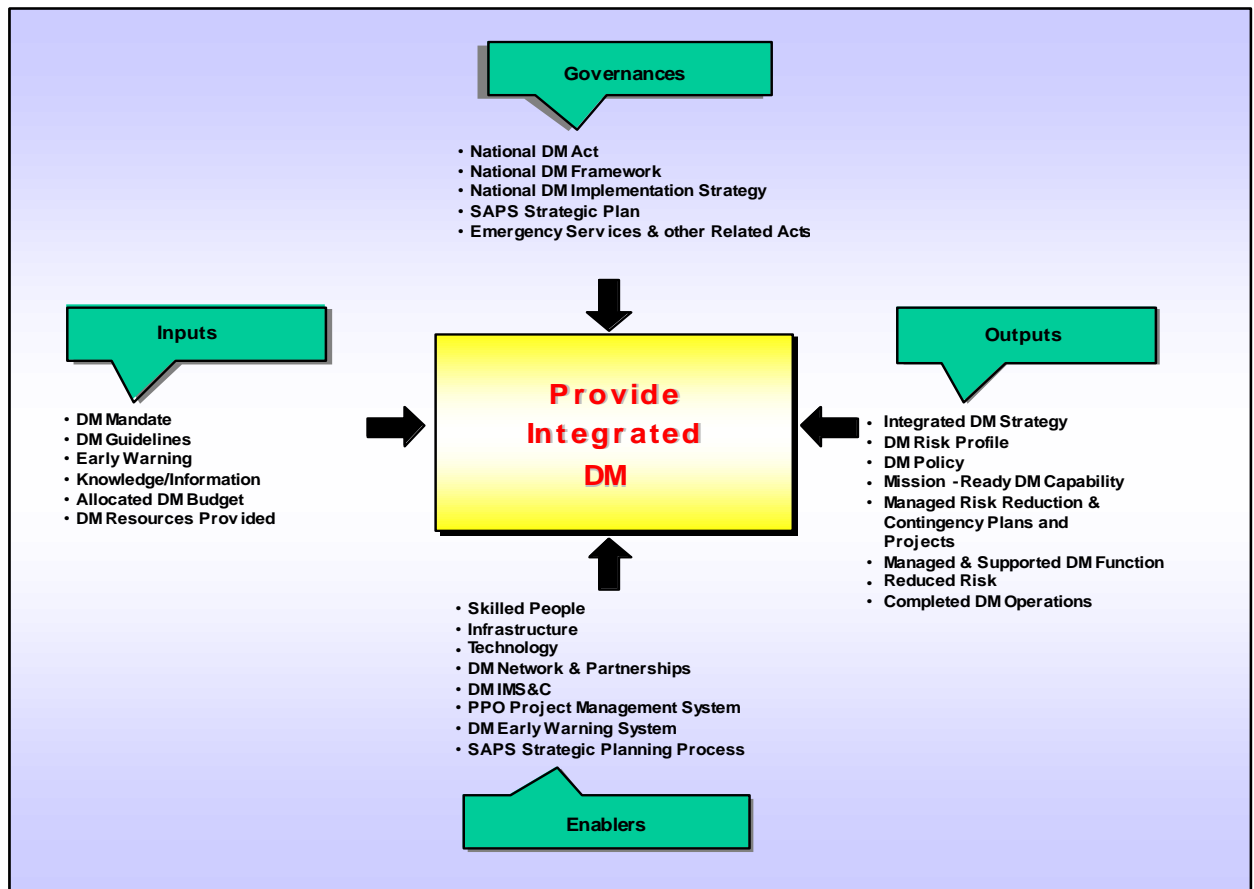 Governances
• National DM Act
• National DM Framework
• National DM Implementation Strategy
• SAPS Strategic Plan
• Emergency Services & other Related Acts
Inputs
• DM Mandate
• DM Guidelines
• Early Warning
• Knowledge/Information
• Allocated DM Budget
• DM Resources Provided
Provide
Integrated
DM
Outputs
• Integrated DM Strategy
• DM Risk Profile
• DM Policy
• Mission -Ready DM Capability
• Managed Risk Reduction &
Contingency Plans and
Projects
• Managed & Supported DM Function
• Reduced Risk
• Completed DM Operations
• Skilled People
• Infrastructure
• Technology
• DM Network & Partnerships
• DM IMS&C
• PPO Project Management System
• DM Early Warning System
• SAPS Strategic Planning Process
Enablers